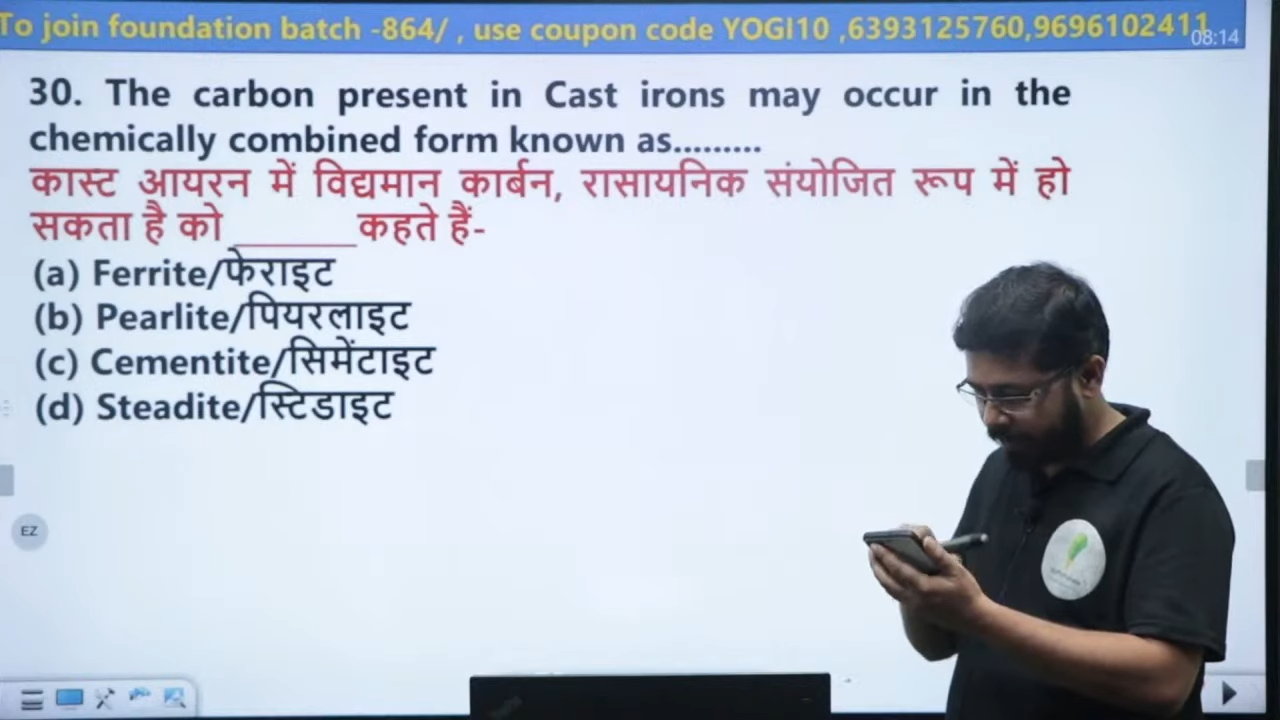 To join foundation batch -864/ , use coupon code YOGI10 ,6393125760,9696102411
08:14
30. The carbon present in Cast irons may occur in the
chemically combined form known as.........
कास्ट आयरन में विद्यमान कार्बन, रासायनिक संयोजित रूप में हो
सकता है को ______ कहते हैं-
(a) Ferrite/फेराइट
(b) Pearlite/पियरलाइट
(c) Cementite/सिमेंटाइट
(d) Steadite/स्टिडाइट
EZ